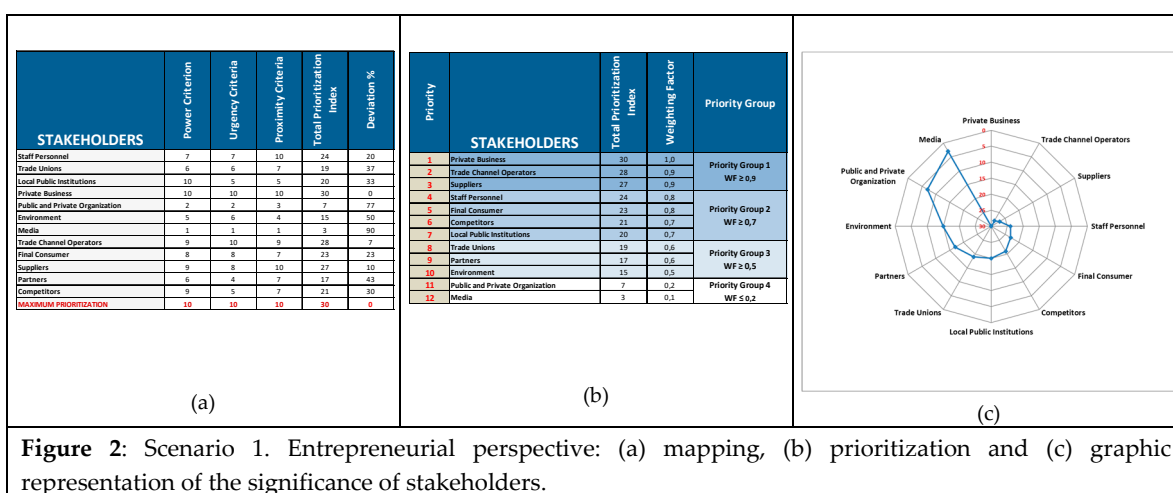 STAKEHOLDERS Power Criterion Urgency Criteria Proximity Criteria Total Prioritization Index Deviation %
Staff Personnel 7 7 10 24 20
Trade Unions 6 6 7 19 37
Local Public Institutions 10 5 5 20 33
Private Business 10 10 10 30 0
Public and Private Organization 2 2 3 7 77
Environment 5 6 4 15 50
Media 1 1 1 3 90
Trade Channel Operators 9 10 9 28 7
Final Consumer 8 8 7 23 23
Suppliers 9 8 10 27 10
Partners 6 4 7 17 43
Competitors 9 5 7 21 30
MAXIMUM PRIORITIZATION 10 10 10 30 0
(a)
Priority STAKEHOLDERS Total Prioritization Index Weighting Factor Priority Group
1 Private Business 30 1,0
2 Trade Channel Operators 28 0,9
3 Suppliers 27 0,9
Priority Group 1
WF ≥ 0,9
4 Staff Personnel 24 0,8
5 Final Consumer 23 0,8
6 Competitors 21 0,7
7 Local Public Institutions 20 0,7
Priority Group 2
WF ≥ 0,7
8 Trade Unions 19 0,6
9 Partners 17 0,6
10 Environment 15 0,5
Priority Group 3
WF ≥ 0,5
11 Public and Private Organization 7 0,2
12 Media 3 0,1
Priority Group 4
WF ≤ 0,2
(b)
Private Business
Trade Channel Operators
Suppliers
Staff Personnel
Final Consumer
Competitors
Local Public Institutions
Trade Unions
Partners
Environment
Public and Private
Organization
Media
0
5
10
15
20
25
30
(c)
Figure 2: Scenario 1. Entrepreneurial perspective: (a) mapping, (b) prioritization and (c) graphic
representation of the significance of stakeholders.